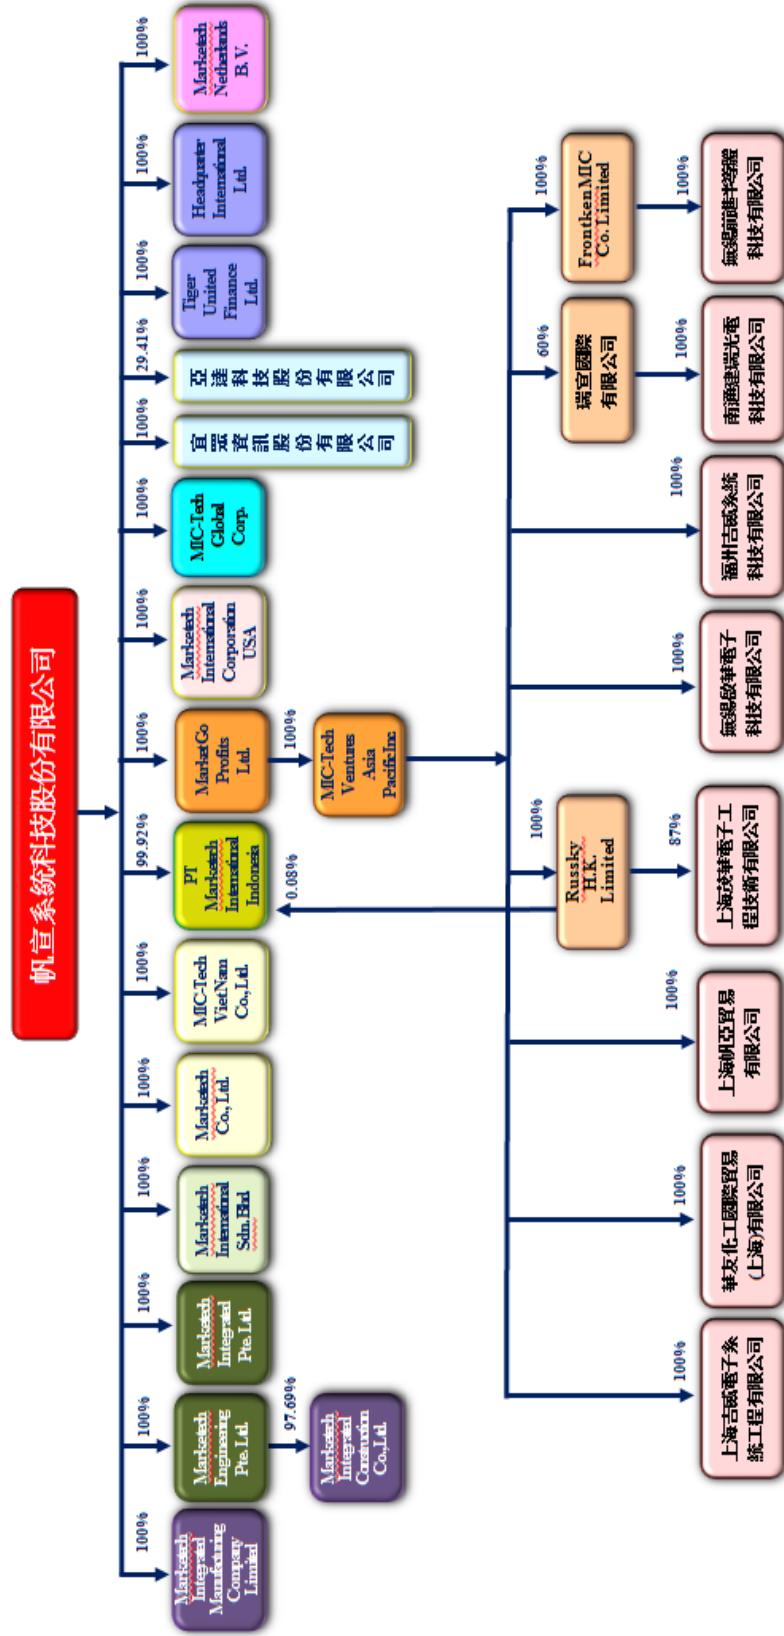 帆宣系統科技股份有限公司
100%
Marketech
Integrated
Manufacturing
Company
Limited
100%
Marketech
Engineering
Pte. Ltd.
97.69%
Marketech
Integrated
Construction
Co.,Ltd.
100%
Marketech
Integrated
Pte. Ltd.
100%
Marketech
International
Sdn. Bhd
100%
Marketech
Co., Ltd.
100%
MIC-Tech
Viet Nam
Co., Ltd.
99.92%
PT
Marketech
International
Indonesia
0.08%
100%
Market Go
Profits
Ltd.
100%
MIC-Tech
Ventures
Asia
Pacific Inc.
100%
Marketech
International
Corporation
USA
100%
MIC-Tech
Global
Corp.
100%
宜眾資訊股份有限公司
29.41%
亞達科技股份有限公司
100%
Tiger
United
Finance
Ltd.
100%
Headquarter
International
Ltd.
100%
Marketech
Netherlands
B. V.
100%
上海吉威電子系
統工程有限公司
100%
華友化工國際貿易
(上海)有限公司
100%
上海帆亞貿易
有限公司
100%
Russky
H.K.
Limited
87%
上海茂華電子工
程技術有限公司
100%
無錫啟華電子
科技有限公司
100%
福州吉威系統
科技有限公司
60%
瑞宣國際
有限公司
100%
南通建瑞光電
科技有限公司
100%
Frontken MIC
Co. Limited
100%
無錫前進半導體
科技有限公司